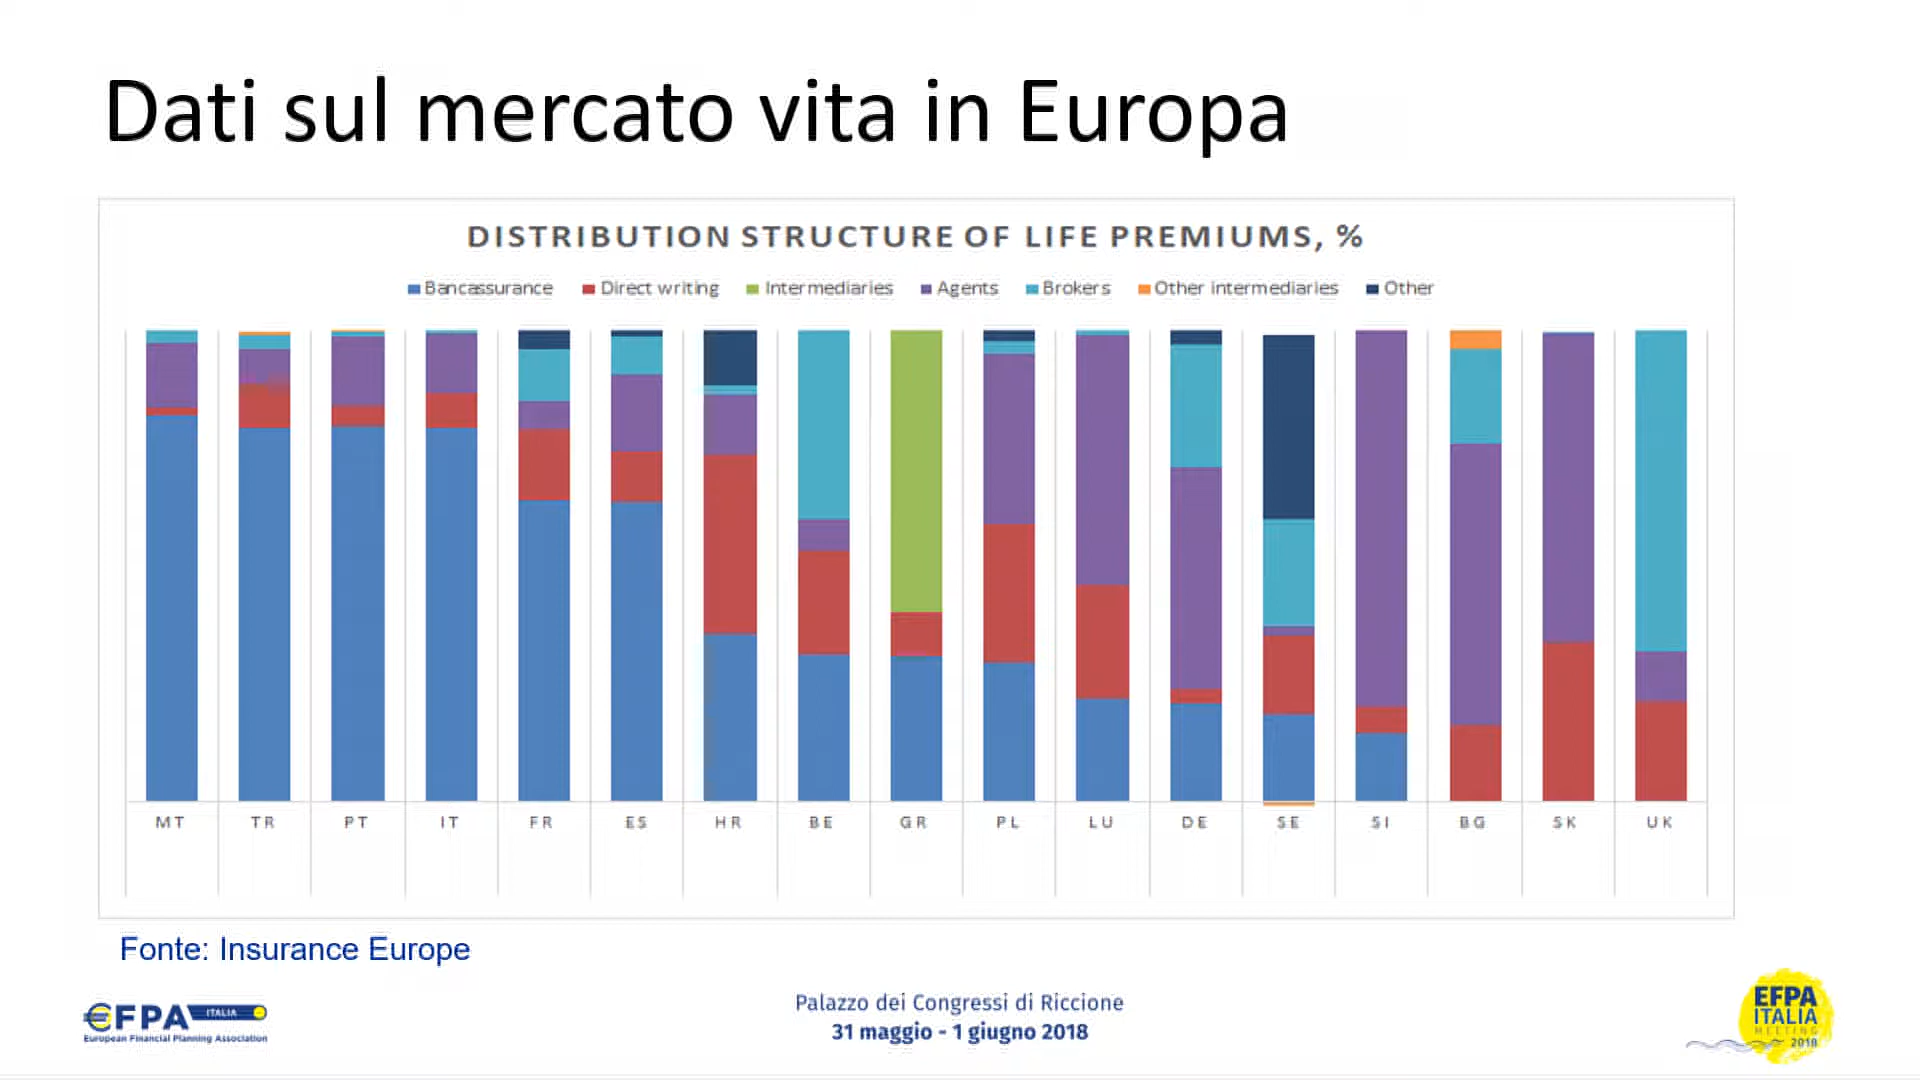 Dati sul mercato vita in Europa
DISTRIBUTION STRUCTURE OF LIFE PREMIUMS, %
Bancassurance Direct writing Intermediaries Agents Brokers Other intermediaries Other
MT TR PT IT FR ES HR BE GR PL LU DE SE SI BG SK UK
Fonte: Insurance Europe
EFPA ITALIA
European Financial Planning Association
Palazzo dei Congressi di Riccione
31 maggio - 1 giugno 2018
EFPA
ITALIA
MEETING
2018